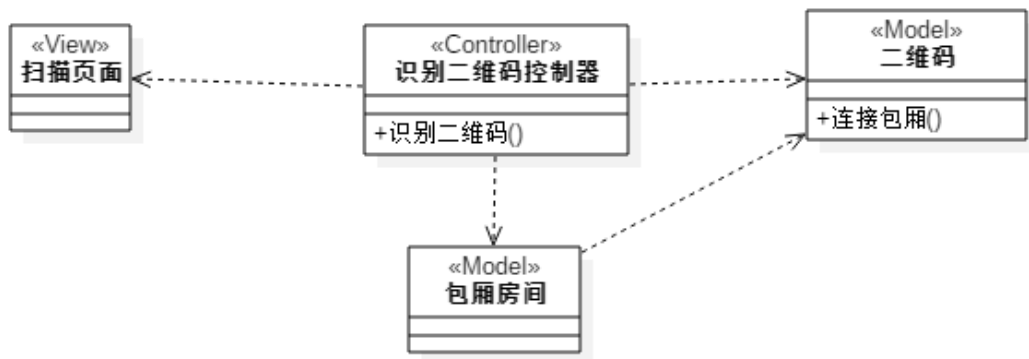 «View»
扫描页面
«Controller»
识别二维码控制器
+识别二维码()
«Model»
二维码
+连接包厢()
«Model»
包厢房间